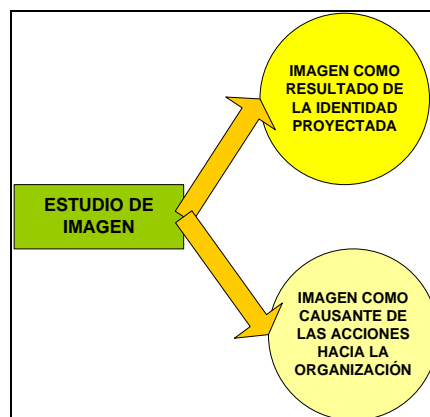 IMAGEN COMO
RESULTADO DE
LA IDENTIDAD
PROYECTADA
ESTUDIO DE
IMAGEN
IMAGEN COMO
CAUSANTE DE
LAS ACCIONES
HACIA LA
ORGANIZACIÓN